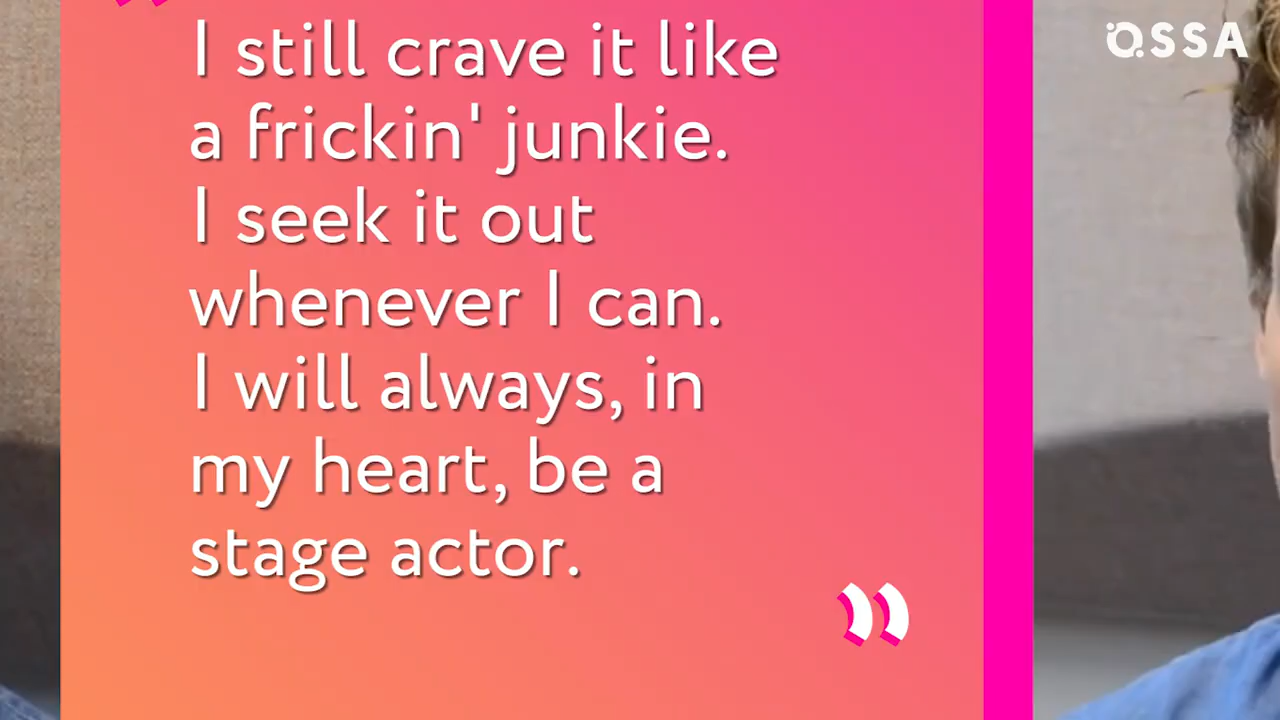 OSSA
I still crave it like
a frickin' junkie.
I seek it out
whenever I can.
I will always, in
my heart, be a
stage actor.
”